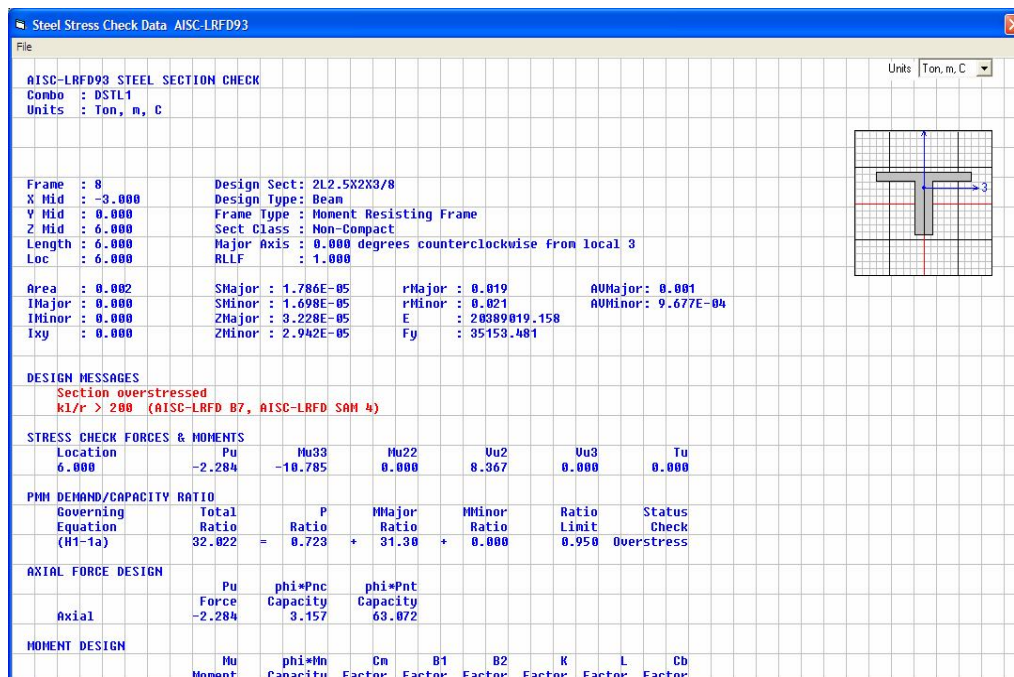 Steel Stress Check Data AISC-LRFD93
File
Units Ton, m, C
AISC-LRFD93 STEEL SECTION CHECK
Combo : DSTL1
Units : Ton, m, C
Frame : 8 Design Sect: 2L2.5X2X3/8
X Mid : -3.000 Design Type: Beam
Y Mid : 0.000 Frame Type : Moment Resisting Frame
Z Mid : 6.000 Sect Class : Non-Compact
Length : 6.000 Major Axis : 0.000 degrees counterclockwise from local 3
Loc : 6.000 RLLF : 1.000
3
Area : 0.002 SMajor : 1.786E-05 rMajor : 0.019 AVMajor: 0.001
IMajor : 0.000 SMinor : 1.698E-05 rMinor : 0.021 AVMinor: 9.677E-04
IMinor : 0.000 ZMajor : 3.228E-05 E : 20389019.158
Ixy : 0.000 ZMinor : 2.942E-05 Fy : 35153.481
DESIGN MESSAGES
Section overstressed
kl/r > 200 (AISC-LRFD B7, AISC-LRFD SAM 4)
STRESS CHECK FORCES & MOMENTS
Location Pu Mu33 Mu22 Vu2 Vu3 Tu
6.000 -2.284 -10.785 0.000 8.367 0.000 0.000
PMM DEMAND/CAPACITY RATIO
Governing Total P MMajor MMinor Ratio Status
Equation Ratio Ratio Ratio Ratio Limit Check
(H1-1a) 32.022 = 0.723 + 31.30 + 0.000 0.950 Overstress
AXIAL FORCE DESIGN
Pu phi*Pnc phi*Pnt
Force Capacity Capacity
Axial -2.284 3.157 63.072
MOMENT DESIGN
Mu phi*Mn Cm B1 B2 K L Cb
Moment Capacity Factor Factor Factor Factor Factor Factor